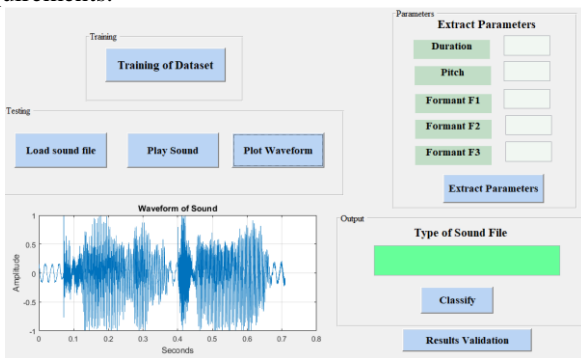 uirements.
Training
Training of Dataset
Testing
Load sound file
Play Sound
Plot Waveform
Waveform of Sound
Amplitude
1
0.5
0
-0.5
-1
0 0.1 0.2 0.3 0.4 0.5 0.6 0.7 0.8
Seconds
Parameters
Extract Parameters
Duration
Pitch
Formant F1
Formant F2
Formant F3
Extract Parameters
Output
Type of Sound File
Classify
Results Validation